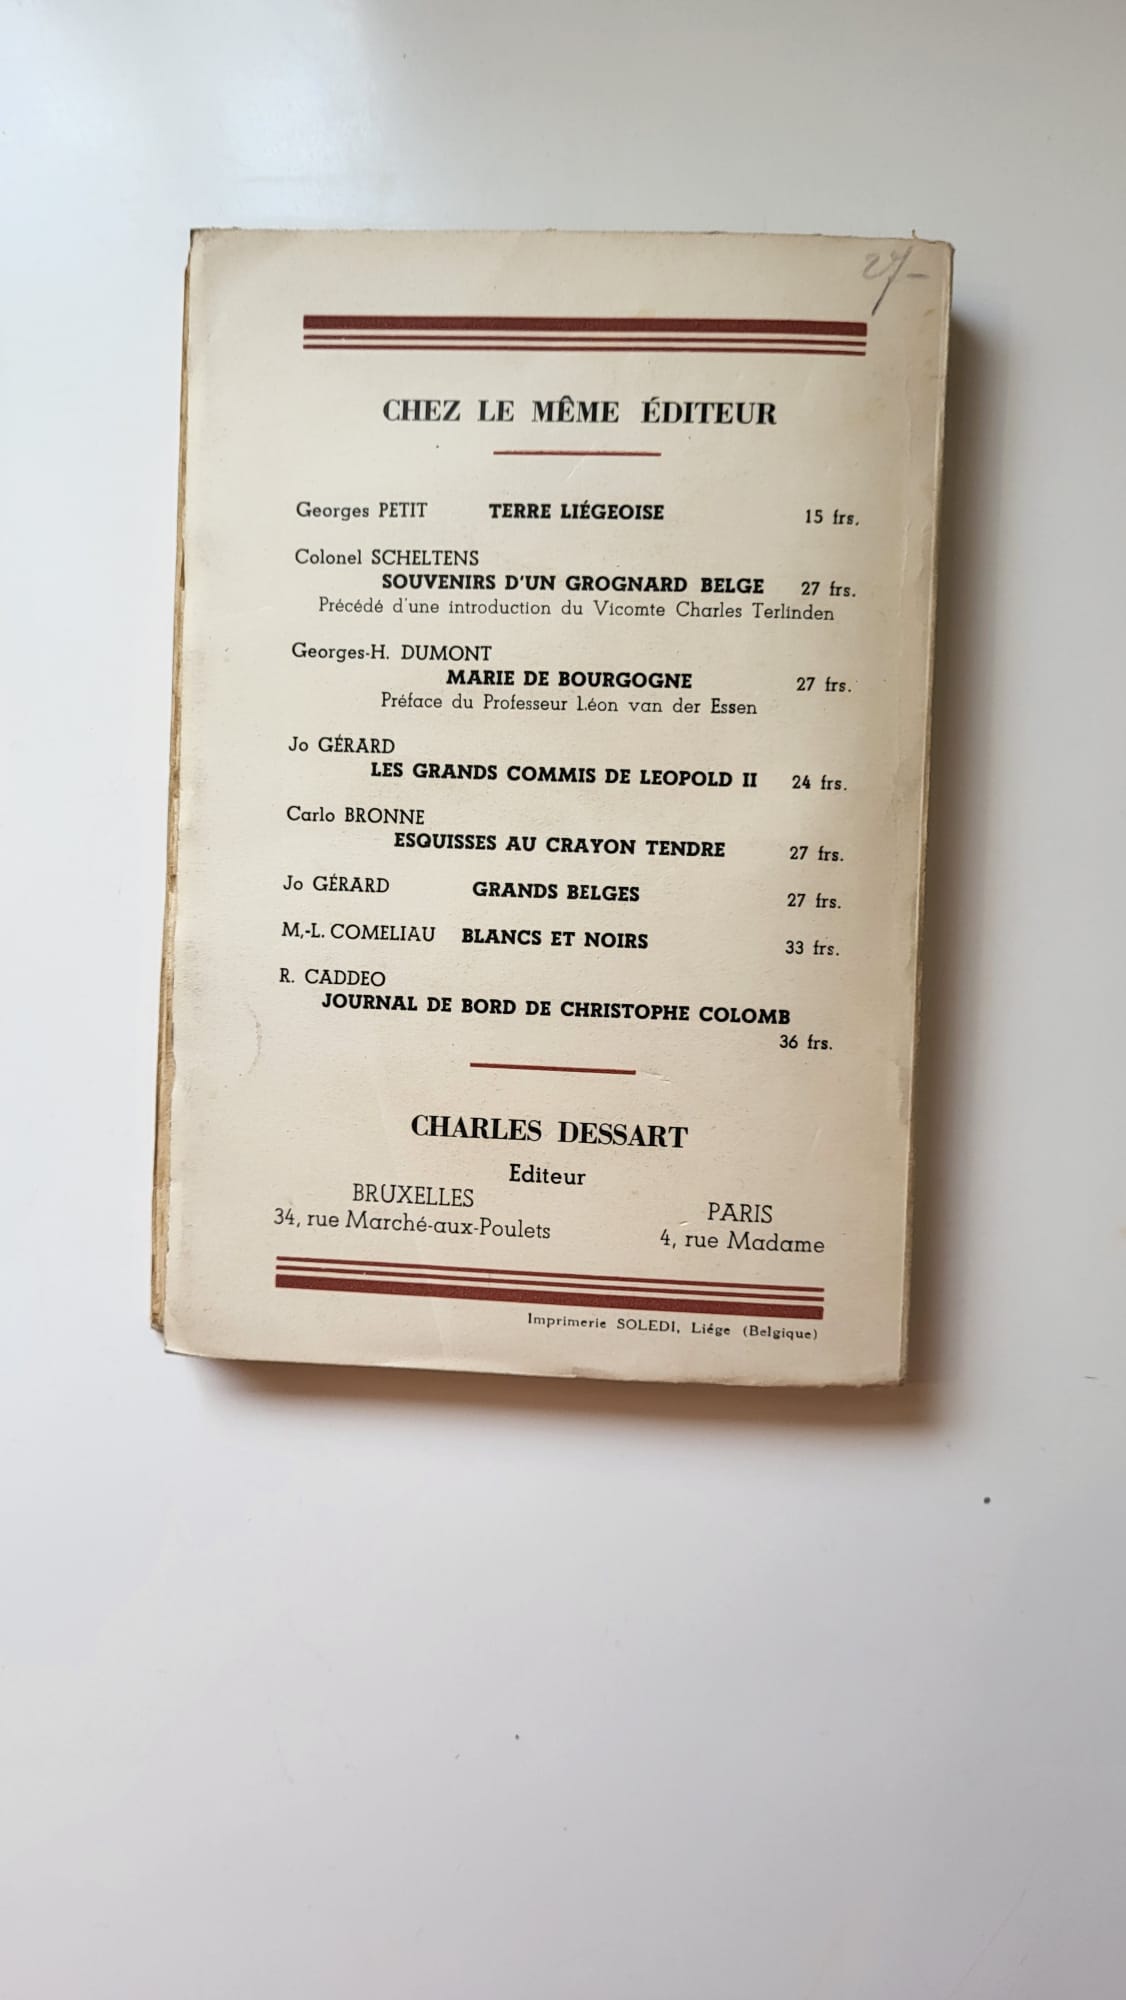 27-
CHEZ LE MÊME ÉDITEUR
Georges PETIT TERRE LIÉGEOISE 15 frs.
Colonel SCHELTENS
SOUVENIRS D'UN GROGNARD BELGE 27 frs.
Précédé d'une introduction du Vicomte Charles Terlinden
Georges-H. DUMONT
MARIE DE BOURGOGNE 27 frs.
Préface du Professeur Léon van der Essen
Jo GÉRARD
LES GRANDS COMMIS DE LEOPOLD II 24 frs.
Carlo BRONNE
ESQUISSES AU CRAYON TENDRE 27 frs.
Jo GÉRARD GRANDS BELGES 27 frs.
M,-L. COMELIAU BLANCS ET NOIRS 33 frs.
R. CADDEO
JOURNAL DE BORD DE CHRISTOPHE COLOMB
36 frs.
CHARLES DESSART
Editeur
BRUXELLES
34, rue Marché-aux-Poulets
PARIS
4, rue Madame
Imprimerie SOLEDI, Liége (Belgique)